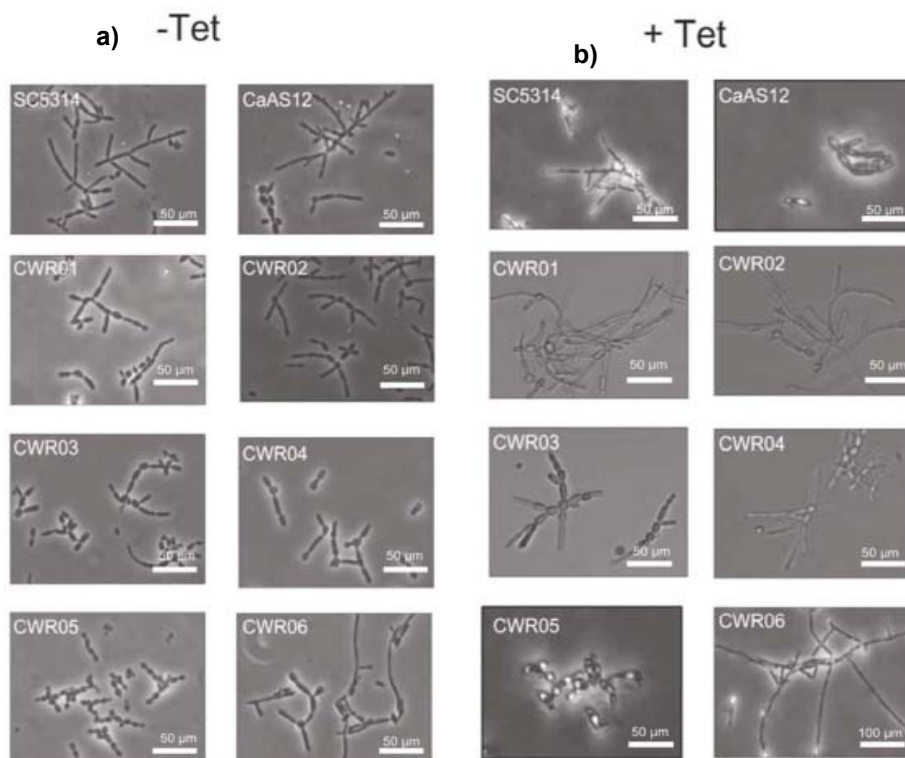 a) -Tet
b) + Tet
SC5314
50 µm
CaAS12
50 µm
SC5314
50 µm
CaAS12
50 µm
CWR01
50 µm
CWR02
50 µm
CWR01
50 µm
CWR02
50 µm
CWR03
50 µm
CWR04
50 µm
CWR03
50 µm
CWR04
50 µm
CWR05
50 µm
CWR06
50 µm
CWR05
50 µm
CWR06
100 µm